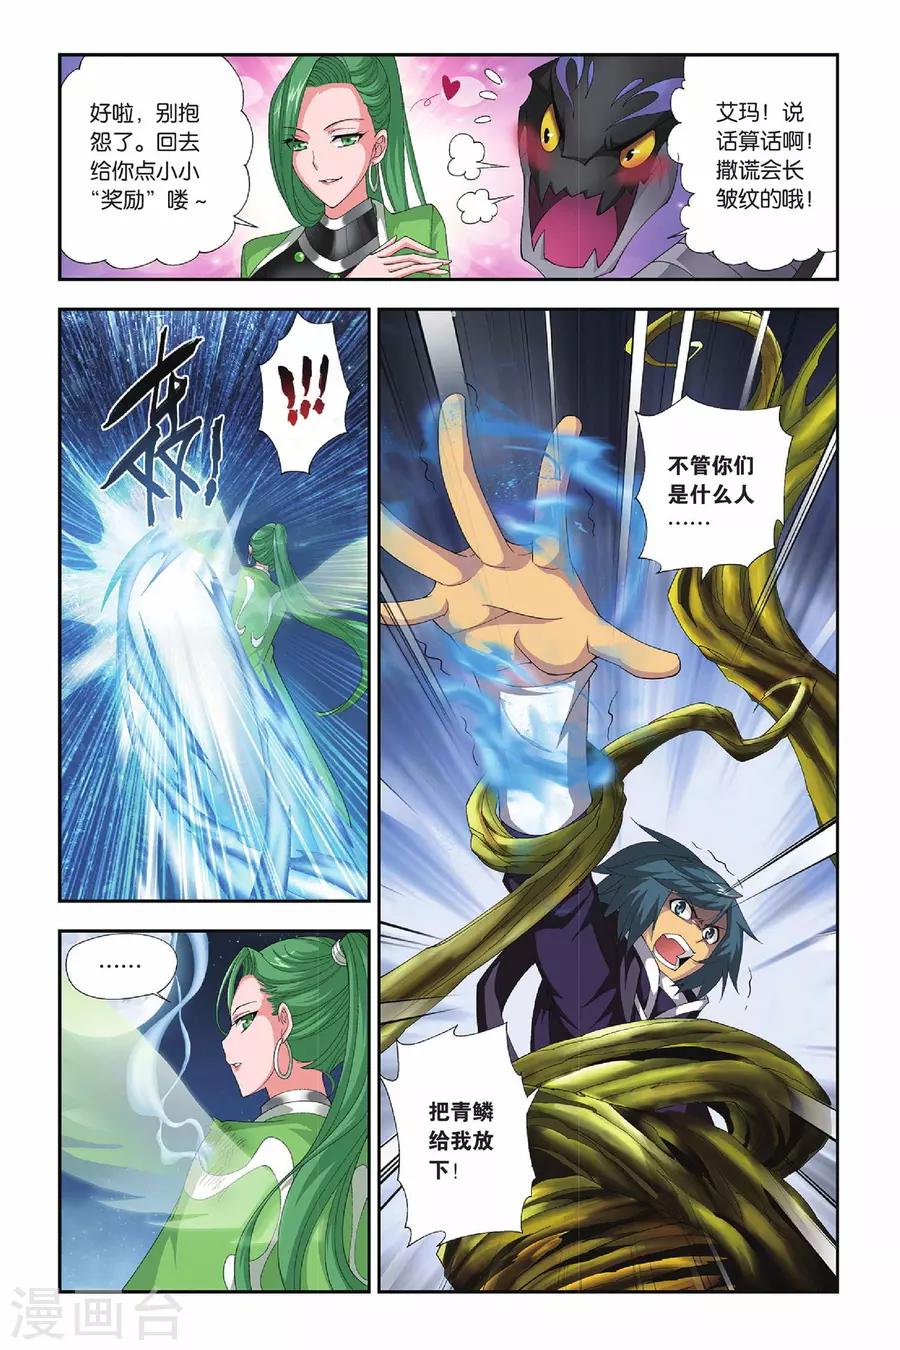 好啦，别抱
怨了。回去
给你点小小
“奖励”喽～
艾玛！说
话算话啊！
撒谎会长
皱纹的哦！
！！！
不管你们
是什么人
……
……
把青鳞
给我放
下！
漫画台